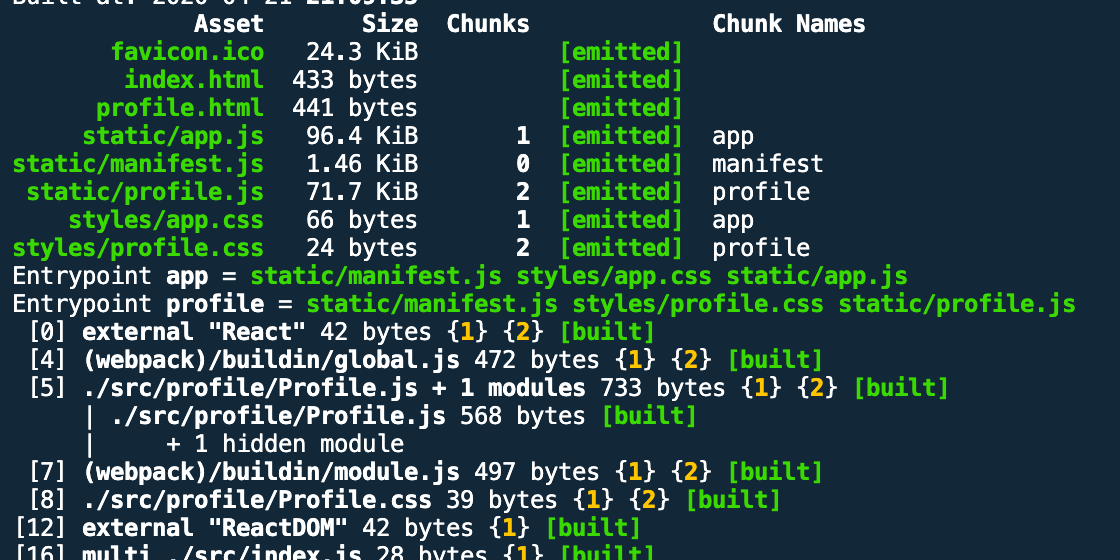 Built at: 2020-04-21 21:09:33
Asset Size Chunks Chunk Names
favicon.ico 24.3 KiB [emitted]
index.html 433 bytes [emitted]
profile.html 441 bytes [emitted]
static/app.js 96.4 KiB 1 [emitted] app
static/manifest.js 1.46 KiB 0 [emitted] manifest
static/profile.js 71.7 KiB 2 [emitted] profile
styles/app.css 66 bytes 1 [emitted] app
styles/profile.css 24 bytes 2 [emitted] profile
Entrypoint app = static/manifest.js styles/app.css static/app.js
Entrypoint profile = static/manifest.js styles/profile.css static/profile.js
[0] external "React" 42 bytes {1} {2} [built]
[4] (webpack)/buildin/global.js 472 bytes {1} {2} [built]
[5] ./src/profile/Profile.js + 1 modules 733 bytes {1} {2} [built]
| ./src/profile/Profile.js 568 bytes [built]
| + 1 hidden module
[7] (webpack)/buildin/module.js 497 bytes {1} {2} [built]
[8] ./src/profile/Profile.css 39 bytes {1} {2} [built]
[12] external "ReactDOM" 42 bytes {1} [built]
[16] multi ./src/index.js 28 bytes {1} [built]